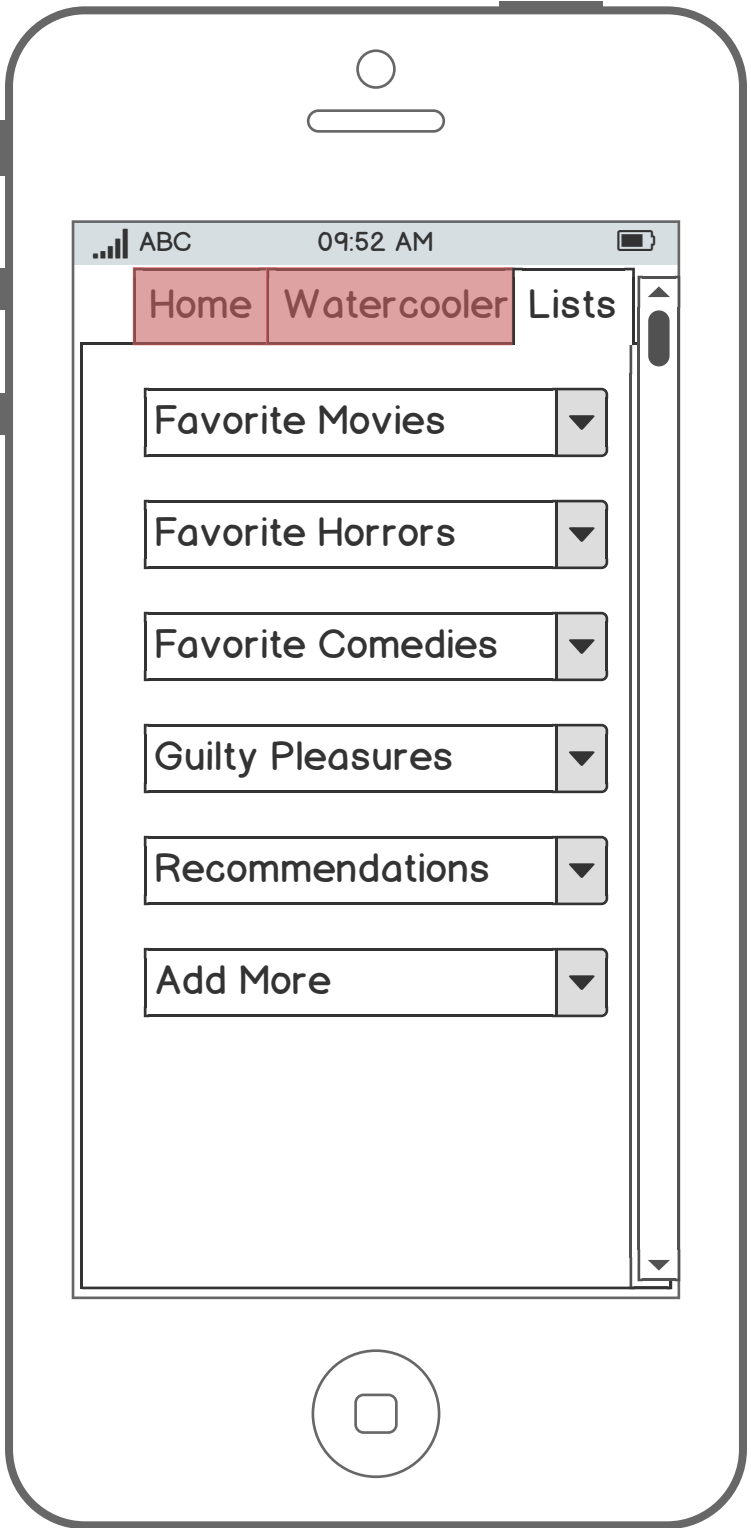 ABC 09:52 AM
Home Watercooler Lists
Favorite Movies
Favorite Horrors
Favorite Comedies
Guilty Pleasures
Recommendations
Add More